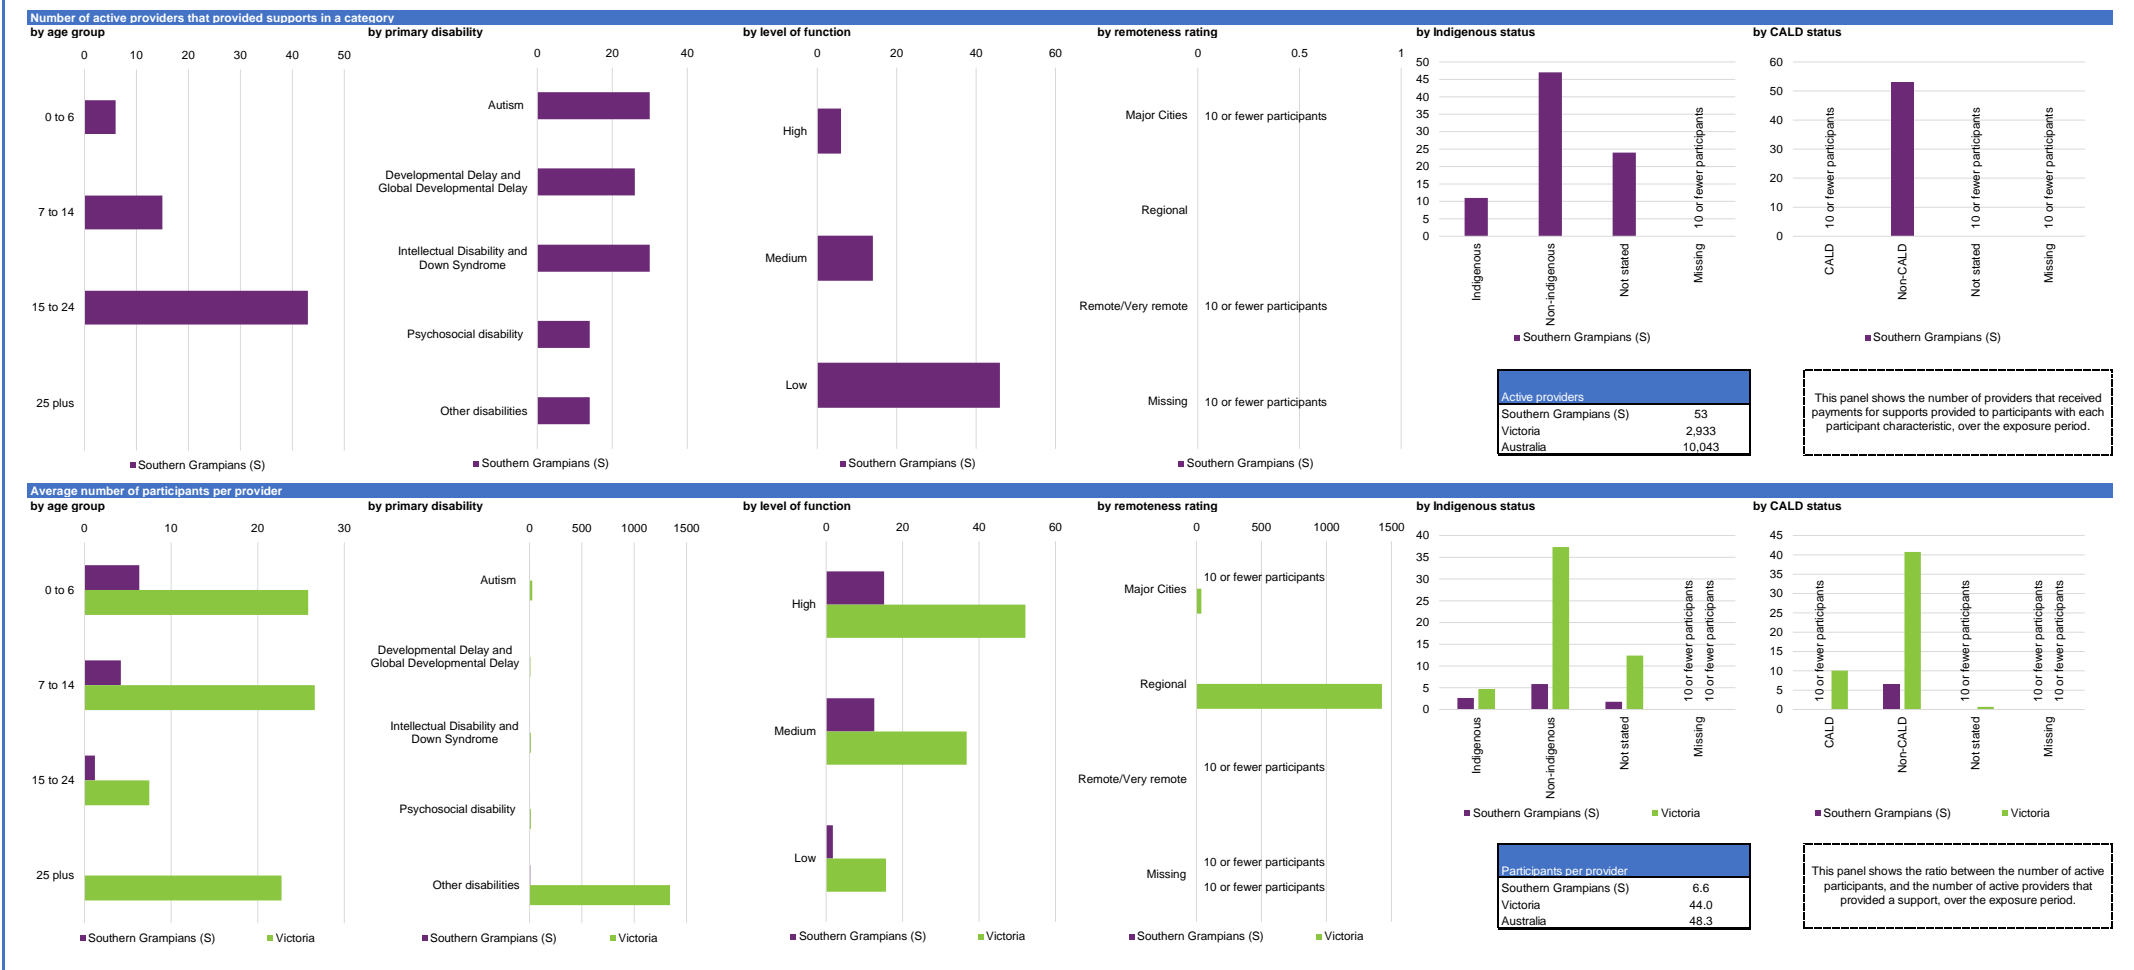 Number of active providers that provided supports in a category
by age group
0 10 20 30 40 50
0 to 6
7 to 14
15 to 24
25 plus
Southern Grampians (S)
by primary disability
0 20 40
Autism
Developmental Delay and
Global Developmental Delay
Intellectual Disability and
Down Syndrome
Psychosocial disability
Other disabilities
Southern Grampians (S)
by level of function
0 20 40 60
High
Medium
Low
Southern Grampians (S)
by remoteness rating
0 0.5 1
Major Cities 10 or fewer participants
Regional
Remote/Very remote 10 or fewer participants
Missing 10 or fewer participants
Southern Grampians (S)
by Indigenous status
50
45
40
35
30
25
20
15
10
5
0
10 or fewer participants
Indigenous
Non-indigenous
Not stated
Missing
Southern Grampians (S)
by CALD status
60
50
40
30
20
10
0
10 or fewer participants
10 or fewer participants
10 or fewer participants
CALD
Non-CALD
Not stated
Missing
Southern Grampians (S)
Active providers
Southern Grampians (S) 53
Victoria 2,933
Australia 10,043
This panel shows the number of providers that received
payments for supports provided to participants with each
participant characteristic, over the exposure period.
Average number of participants per provider
by age group
0 10 20 30
0 to 6
7 to 14
15 to 24
25 plus
Southern Grampians (S) Victoria
by primary disability
0 500 1000 1500
Autism
Developmental Delay and
Global Developmental Delay
Intellectual Disability and
Down Syndrome
Psychosocial disability
Other disabilities
Southern Grampians (S) Victoria
by level of function
0 20 40 60
High
Medium
Low
Southern Grampians (S) Victoria
by remoteness rating
0 500 1000 1500
10 or fewer participants
Major Cities
Regional
10 or fewer participants
Remote/Very remote
10 or fewer participants
Missing
10 or fewer participants
Southern Grampians (S) Victoria
by Indigenous status
40
35
30
25
20
15
10
5
0
10 or fewer participants
10 or fewer participants
Indigenous
Non-indigenous
Not stated
Missing
Southern Grampians (S) Victoria
by CALD status
45
40
35
30
25
20
15
10
5
0
10 or fewer participants
10 or fewer participants
10 or fewer participants
10 or fewer participants
CALD
Non-CALD
Not stated
Missing
Southern Grampians (S) Victoria
Participants per provider
Southern Grampians (S) 6.6
Victoria 44.0
Australia 48.3
This panel shows the ratio between the number of active
participants, and the number of active providers that
provided a support, over the exposure period.